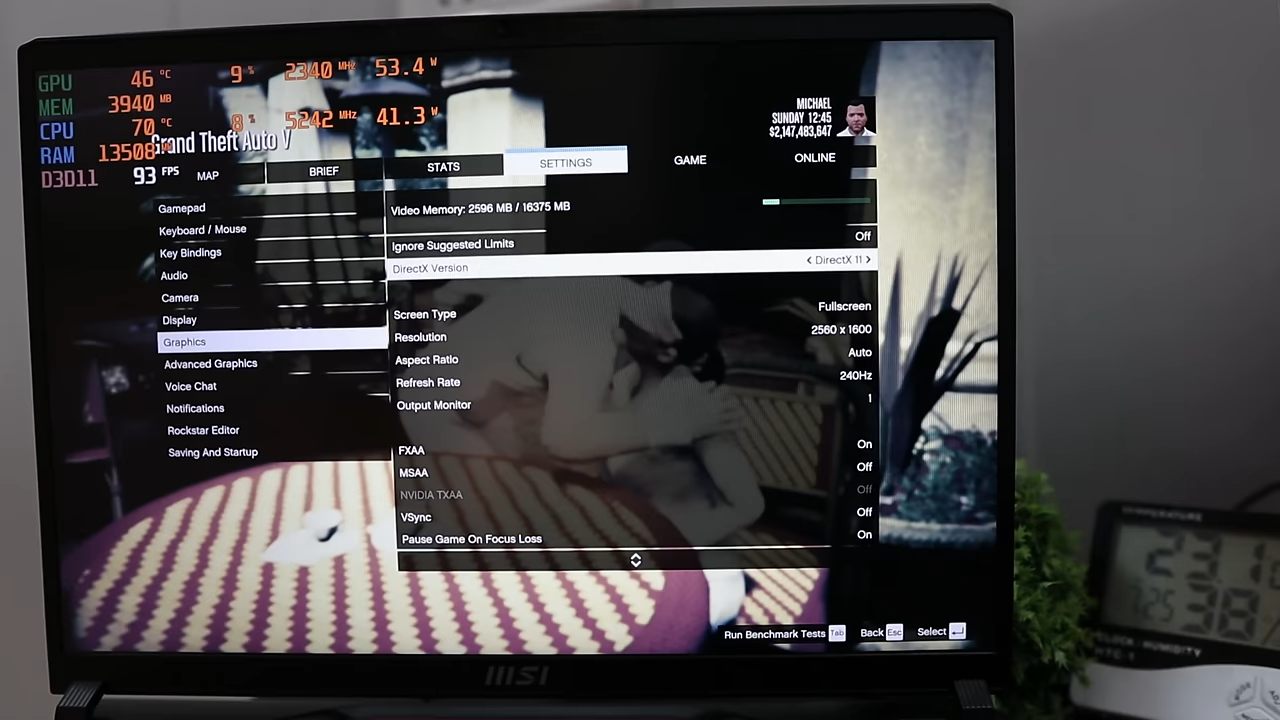 GPU 46 °C 9 % 2340 MHz 53.4 W
MEM 3940 MB
CPU 70 °C 8 % 5242 MHz 41.3 W
RAM 13508
D3D11 93 FPS
Grand Theft Auto V
MICHAEL
SUNDAY 12:45
$2,147,483,647
MAP BRIEF STATS SETTINGS GAME ONLINE
Gamepad
Keyboard / Mouse
Key Bindings
Audio
Camera
Display
Graphics
Advanced Graphics
Voice Chat
Notifications
Rockstar Editor
Saving And Startup
Video Memory: 2596 MB / 16375 MB
Ignore Suggested Limits Off
DirectX Version < DirectX 11 >
Screen Type Fullscreen
Resolution 2560 x 1600
Aspect Ratio Auto
Refresh Rate 240Hz
Output Monitor 1
FXAA On
MSAA Off
NVIDIA TXAA Off
VSync Off
Pause Game On Focus Loss On
Run Benchmark Tests Tab Back Esc Select
msi
TEMPERATURE
HUMIDITY
HTC-1